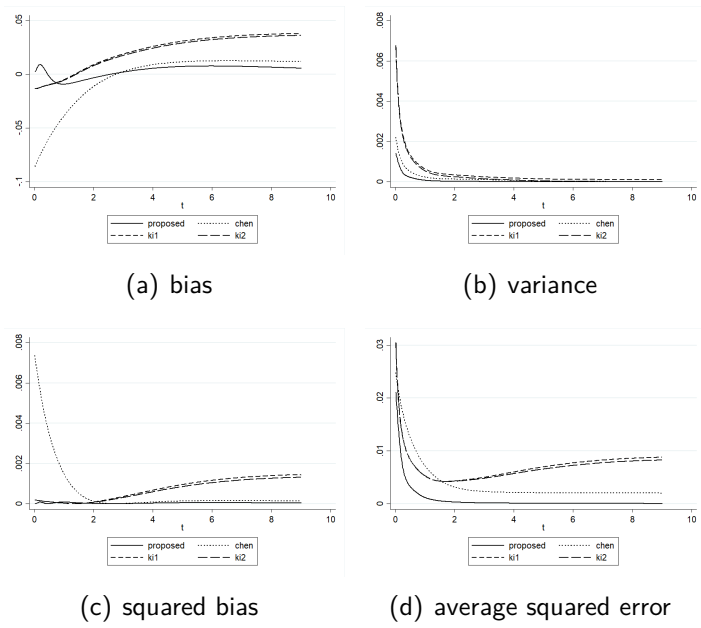 .05
0
-.05
-.1
0 2 4 6 8 10
t
proposed chen
ki1 ki2
(a) bias
.008
.006
.004
.002
0
0 2 4 6 8 10
t
proposed chen
ki1 ki2
(b) variance
.008
.006
.004
.002
0
0 2 4 6 8 10
t
proposed chen
ki1 ki2
(c) squared bias
.03
.02
.01
0
0 2 4 6 8 10
t
proposed chen
ki1 ki2
(d) average squared error